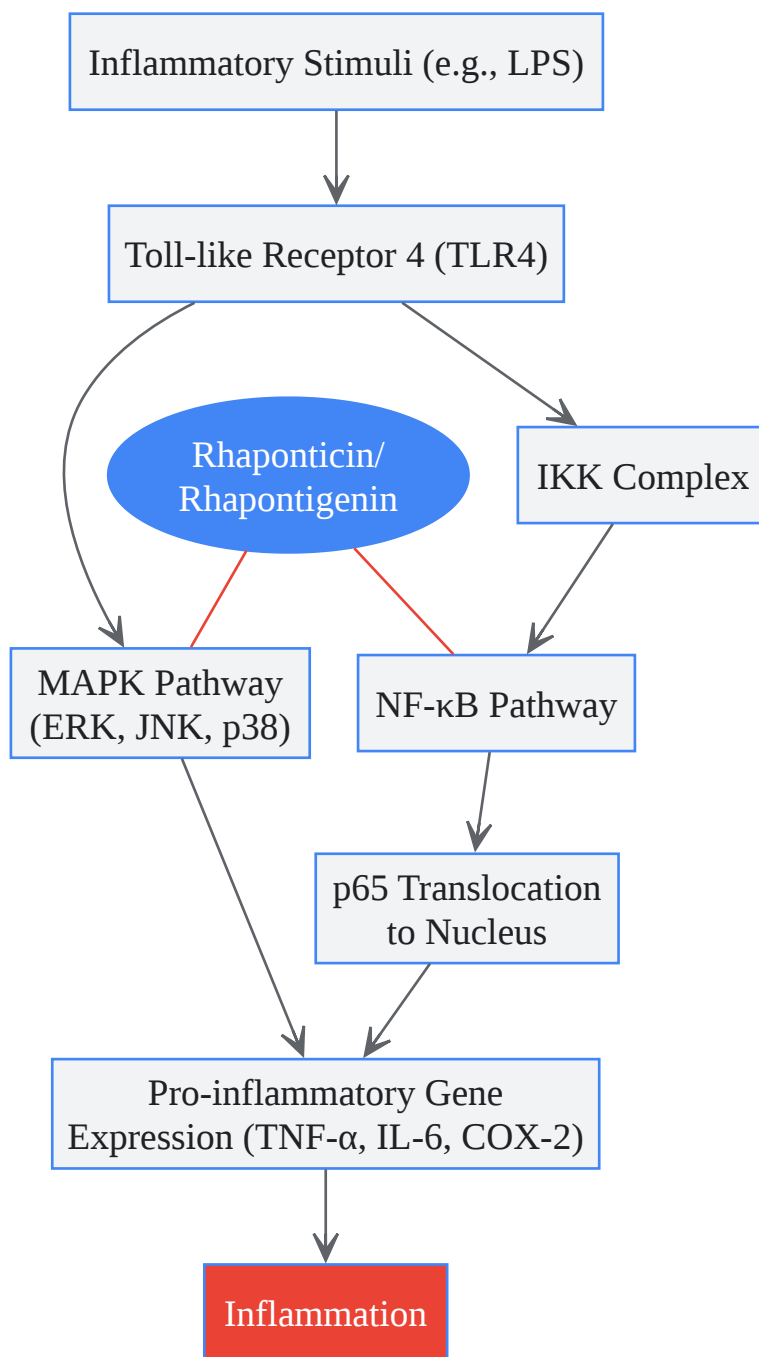 Inflammatory Stimuli (e.g., LPS)
Toll-like Receptor 4 (TLR4)
Rhaponticin/
Rhapontigenin
IKK Complex
MAPK Pathway
(ERK, JNK, p38)
NF-κB Pathway
p65 Translocation
to Nucleus
Pro-inflammatory Gene
Expression (TNF-α, IL-6, COX-2)
Inflammation